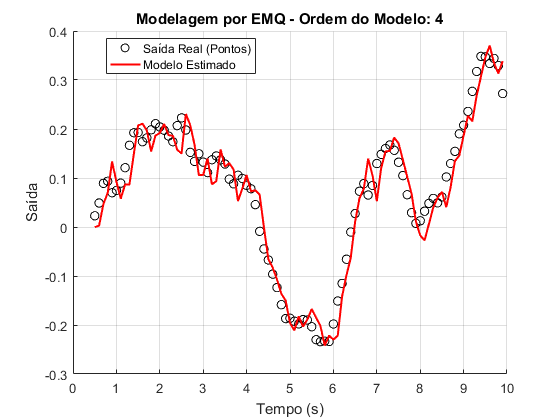 Modelagem por EMQ - Ordem do Modelo: 4
Saída Real (Pontos)
Modelo Estimado
Saída
0.4
0.3
0.2
0.1
0
-0.1
-0.2
-0.3
0 1 2 3 4 5 6 7 8 9 10
Tempo (s)